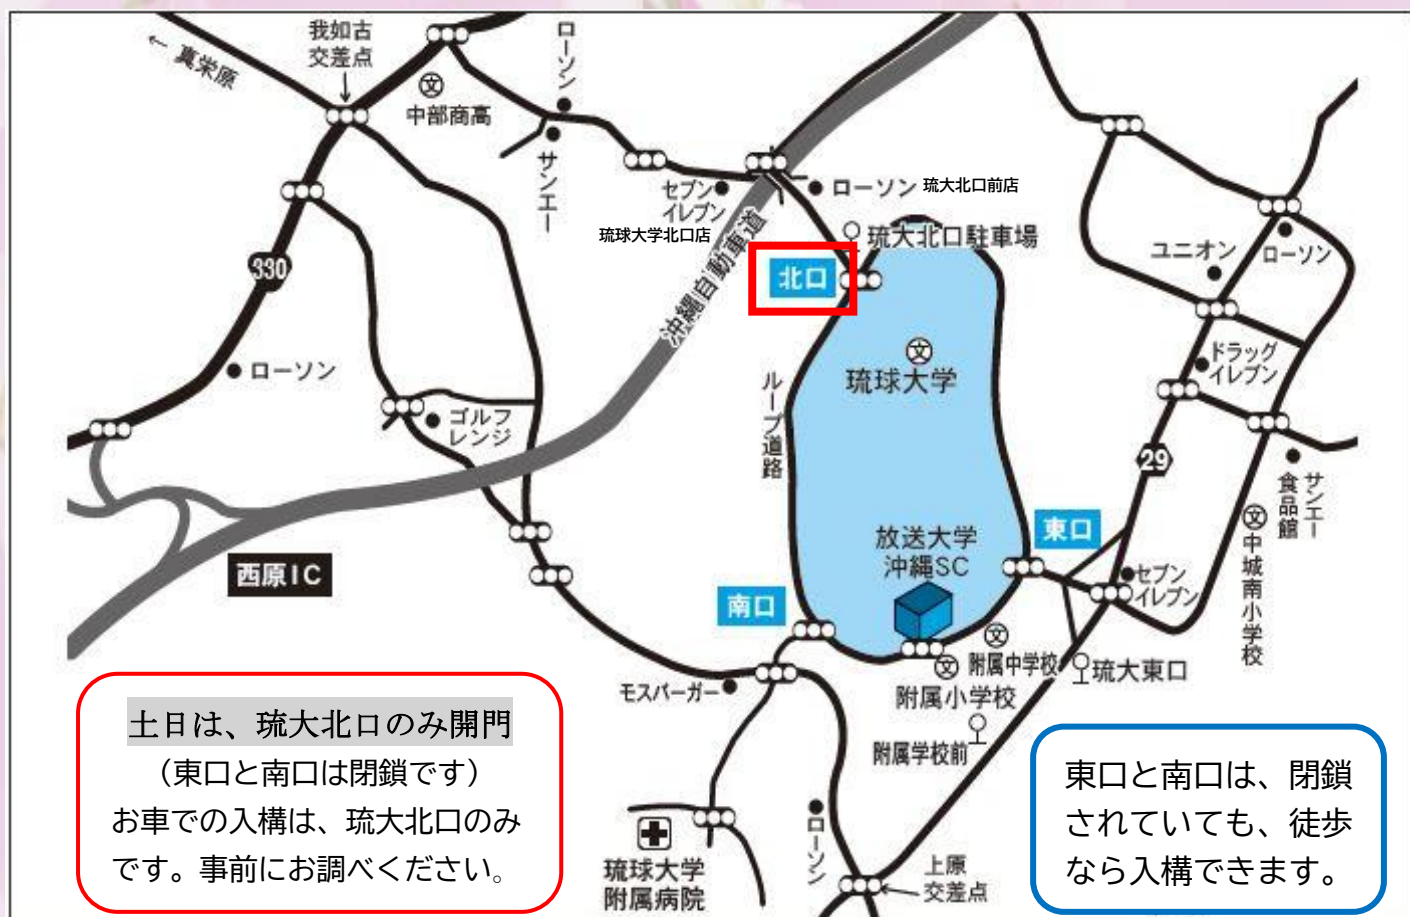 ← 真栄原
我如古
交差点
ローソン
中部商高
サンエー
セブン
イレブン
琉球大学北口店
ローソン 琉大北口前店
琉大北口駐車場
北口
沖縄自動車道
330
ローソン
ゴルフ
レンジ
ユニオン
ローソン
ドラッグ
イレブン
29
サンエー
食品館
文
中城南小学校
文
琉球大学
ループ道路
放送大学
沖縄SC
東口
セブン
イレブン
西原IC
南口
文
附属中学校
文
附属小学校
琉大東口
附属学校前
モスバーガー
ローソン
琉球大学
附属病院
上原
交差点
文
土日は、琉大北口のみ開門
（東口と南口は閉鎖です）
お車での入構は、琉大北口のみ
です。事前にお調べください。
東口と南口は、閉鎖
されていても、徒歩
なら入構できます。